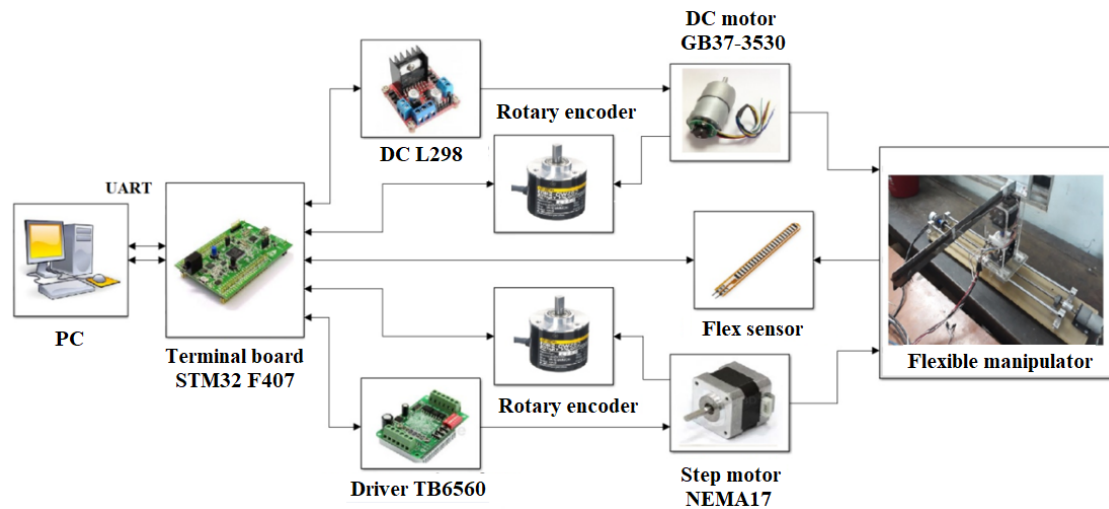 DC motor
GB37-3530
Rotary encoder
DC L298
UART
PC
Terminal board
STM32 F407
Flex sensor
Flexible manipulator
Rotary encoder
Driver TB6560
Step motor
NEMA17